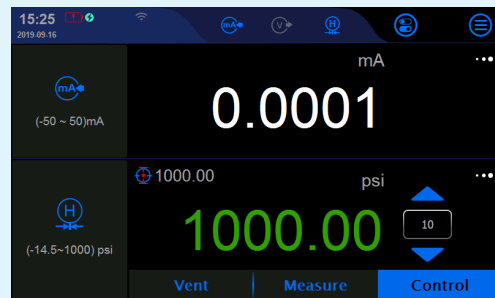 15:25
2019-09-16
mA
V
H
mA
(-50 ~ 50)mA
mA
0.0001
H
(-14.5~1000) psi
1000.00
psi
1000.00
10
Vent
Measure
Control